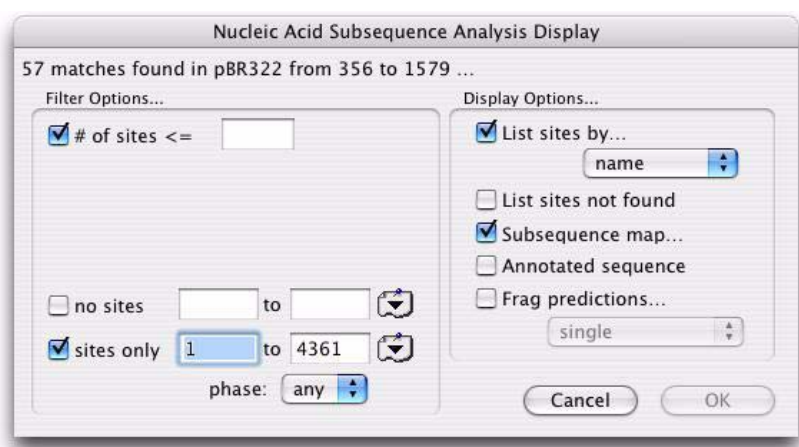 Nucleic Acid Subsequence Analysis Display
57 matches found in pBR322 from 356 to 1579 ...
Filter Options...
# of sites <=
no sites to
sites only 1 to 4361
phase: any
Display Options...
List sites by...
name
List sites not found
Subsequence map...
Annotated sequence
Frag predictions...
single
Cancel OK